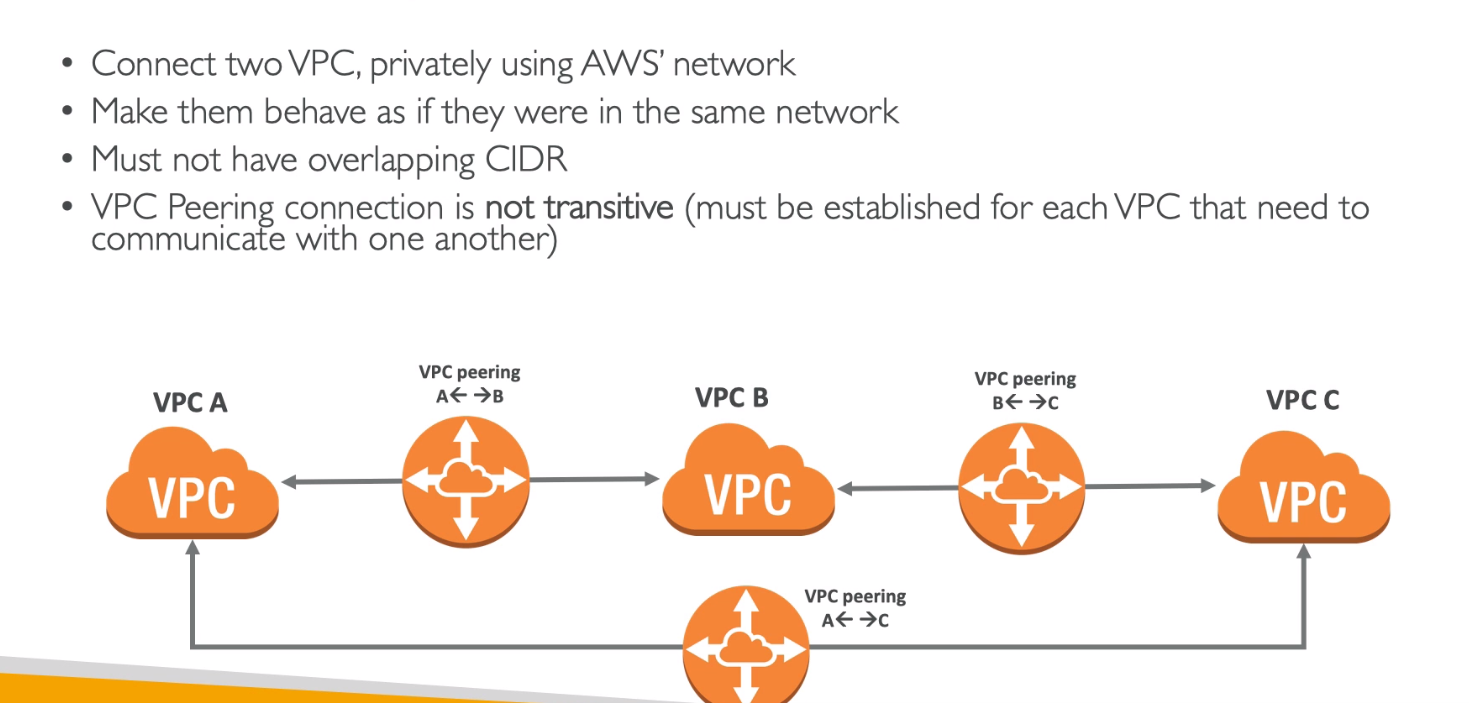 • Connect two VPC, privately using AWS’ network
• Make them behave as if they were in the same network
• Must not have overlapping CIDR
• VPC Peering connection is not transitive (must be established for each VPC that need to
communicate with one another)
VPC A
VPC peering
A← →B
VPC B
VPC peering
B← →C
VPC C
VPC
VPC
VPC
VPC peering
A← →C